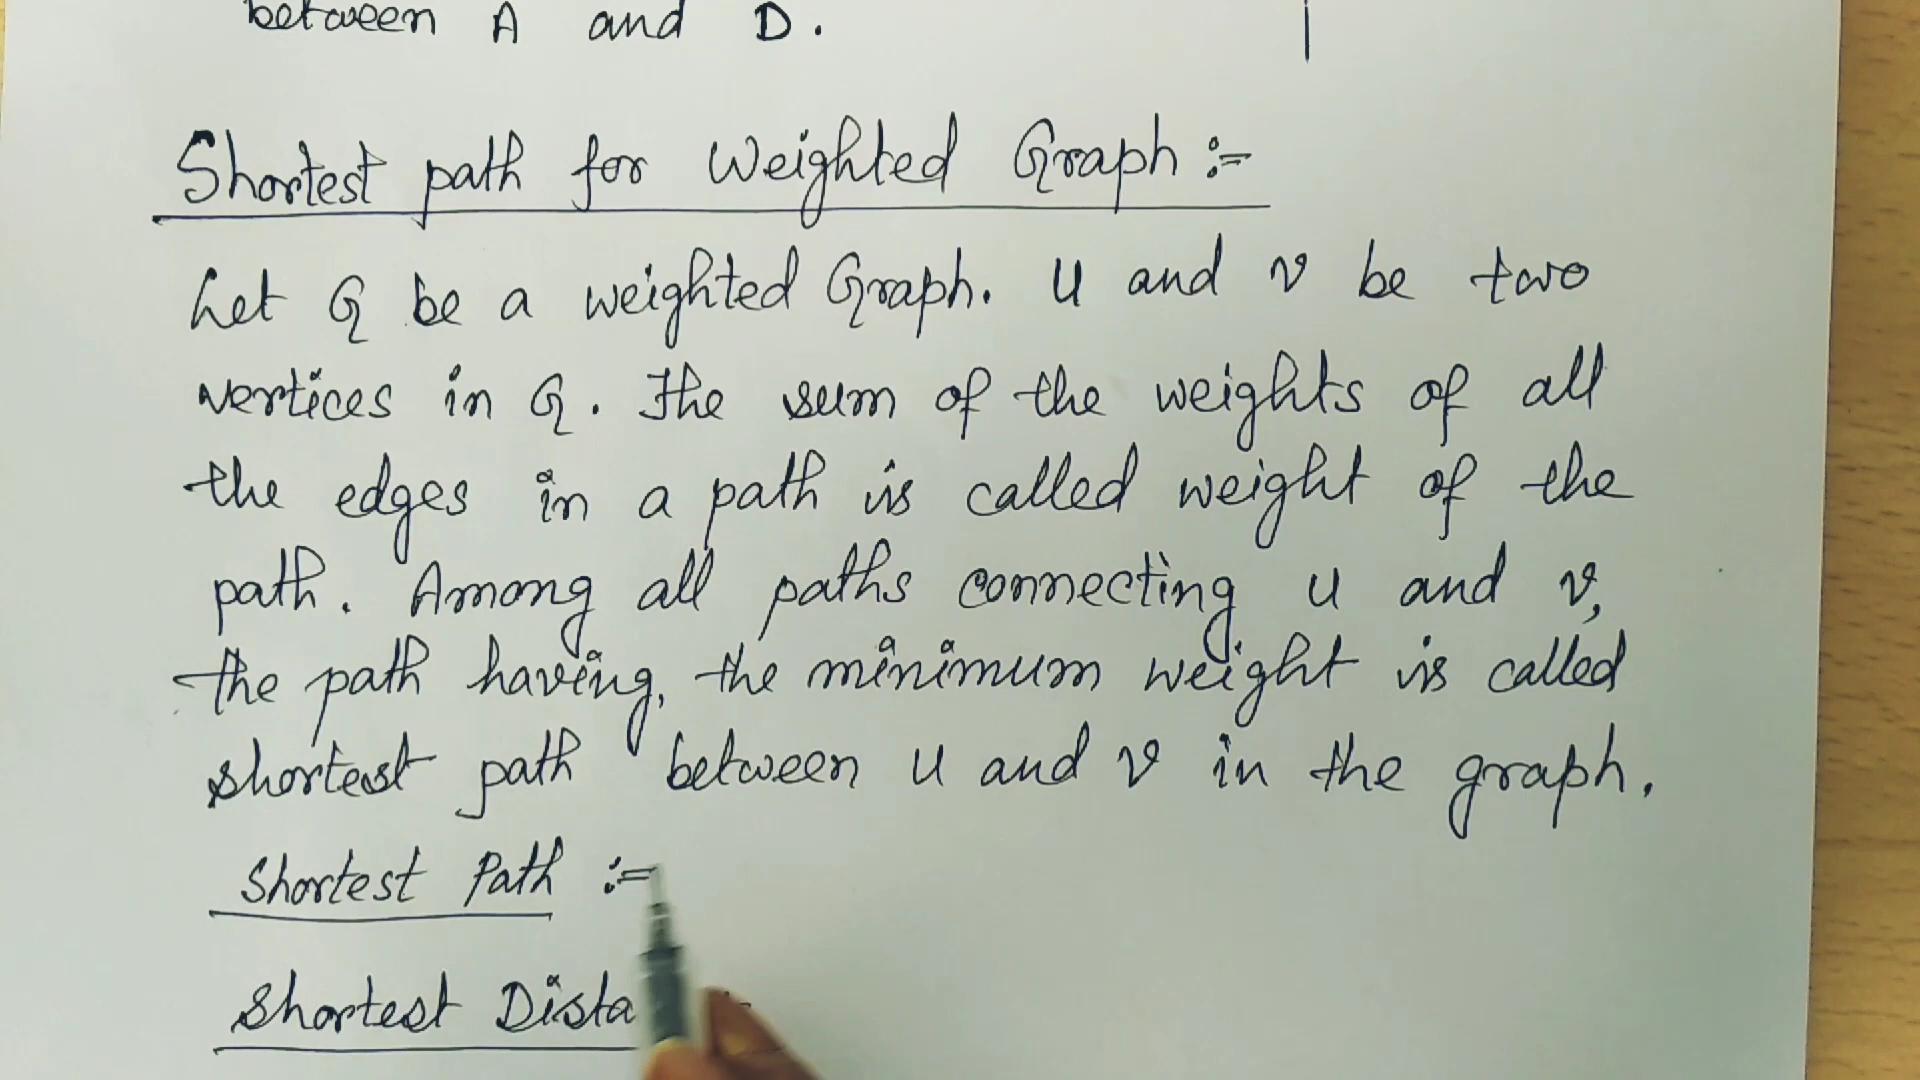 between A and D.
Shortest path for Weighted Graph :-
Let G be a weighted Graph. u and v be two
vertices in G. The sum of the weights of all
the edges in a path is called weight of the
path. Among all paths connecting u and v,
the path having, the minimum weight is called
shortest path between u and v in the graph.
Shortest Path :-
Shortest Dista